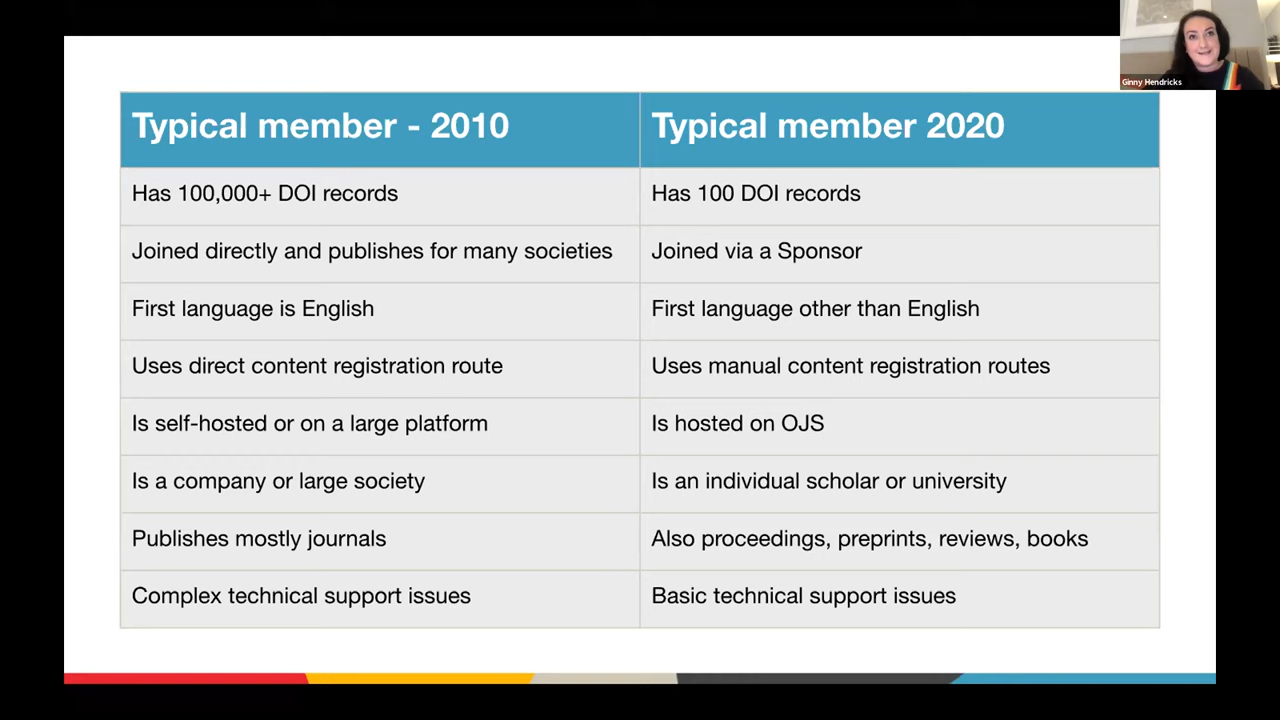 Ginny Hendricks
Typical member - 2010
Typical member 2020
Has 100,000+ DOI records
Has 100 DOI records
Joined directly and publishes for many societies
Joined via a Sponsor
First language is English
First language other than English
Uses direct content registration route
Uses manual content registration routes
Is self-hosted or on a large platform
Is hosted on OJS
Is a company or large society
Is an individual scholar or university
Publishes mostly journals
Also proceedings, preprints, reviews, books
Complex technical support issues
Basic technical support issues